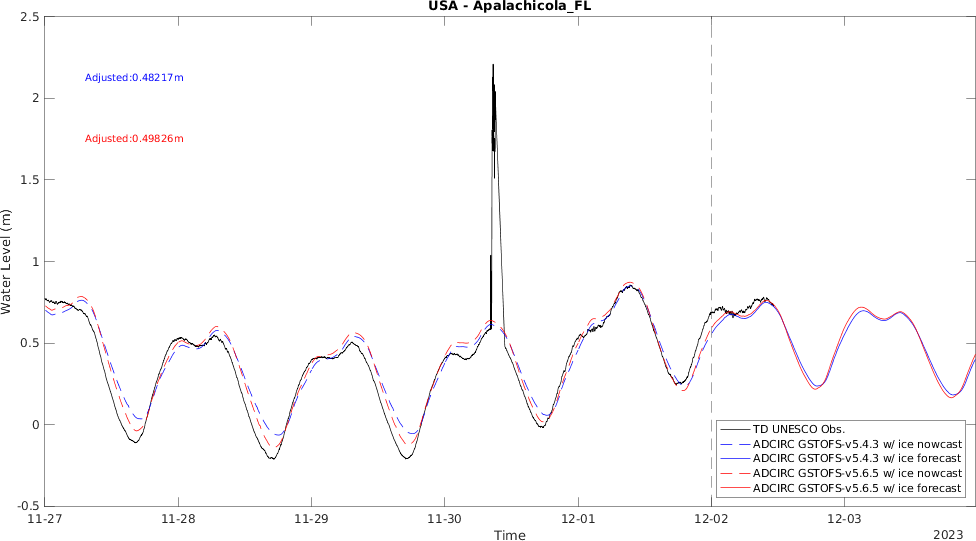 USA - Apalachicola_FL
2.5
Adjusted:0.48217m
2
Adjusted:0.49826m
1.5
Water Level (m)
1
0.5
0
-0.5
TD UNESCO Obs.
ADCIRC GSTOFS-v5.4.3 w/ ice nowcast
ADCIRC GSTOFS-v5.4.3 w/ ice forecast
ADCIRC GSTOFS-v5.6.5 w/ ice nowcast
ADCIRC GSTOFS-v5.6.5 w/ ice forecast
11-27 11-28 11-29 11-30 12-01 12-02 12-03
Time
2023